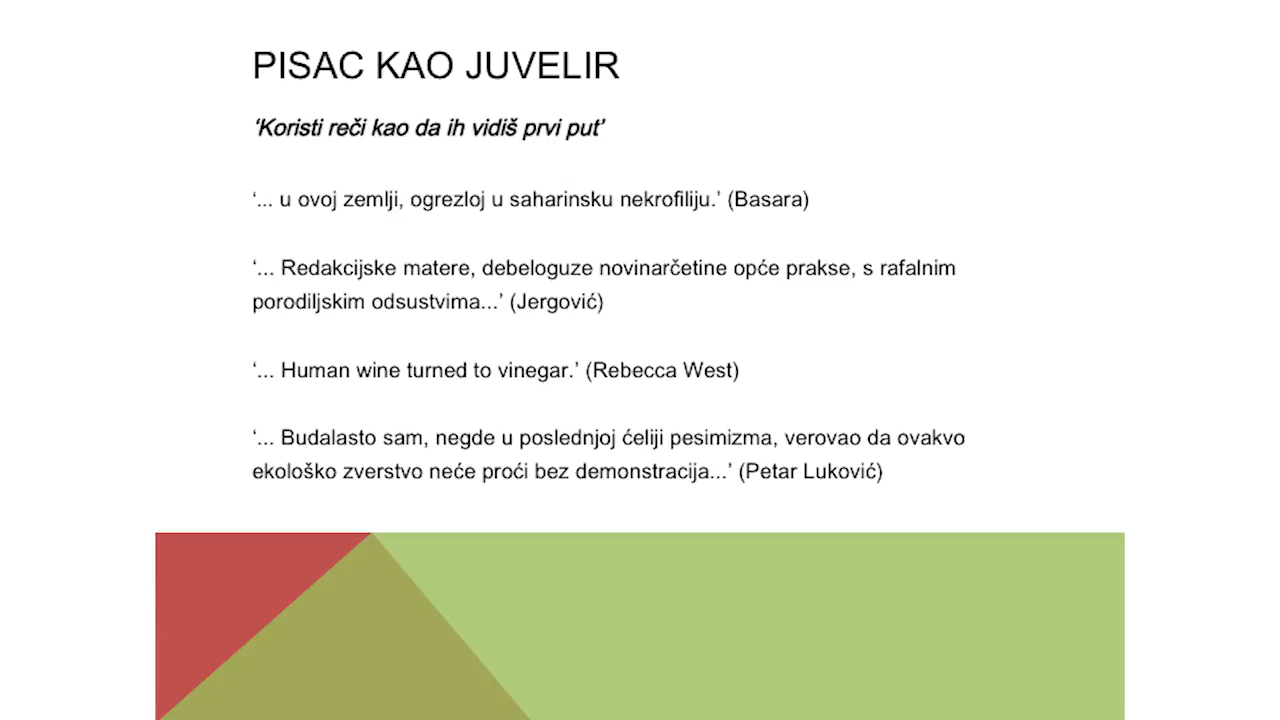 PISAC KAO JUVELIR
‘Koristi reči kao da ih vidiš prvi put’
‘... u ovoj zemlji, ogrezloj u saharinsku nekrofiliju.’ (Basara)
‘... Redakcijske matere, debeloguze novinarčetine opće prakse, s rafalnim
porodiljskim odsustvima...’ (Jergović)
‘... Human wine turned to vinegar.’ (Rebecca West)
‘... Budalasto sam, negde u poslednjoj ćeliji pesimizma, verovao da ovakvo
ekološko zverstvo neće proći bez demonstracija...’ (Petar Luković)